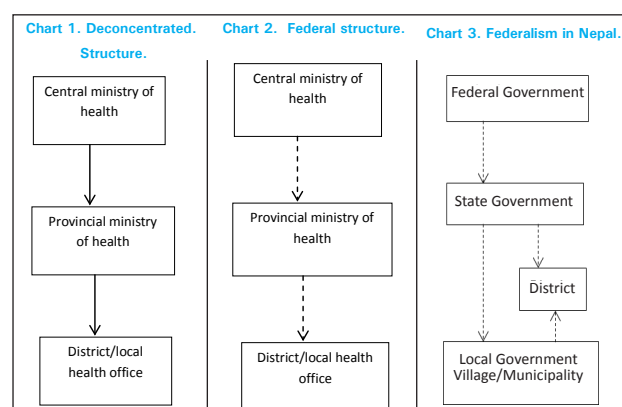 Chart 1. Deconcentrated.
Structure.
Central ministry of
health
Provincial ministry
of health
District/local
health office
Chart 2. Federal structure.
Central ministry of
health
Provincial ministry of
health
District/local health
office
Chart 3. Federalism in Nepal.
Federal Government
State Government
District
Local Government
Village/Municipality